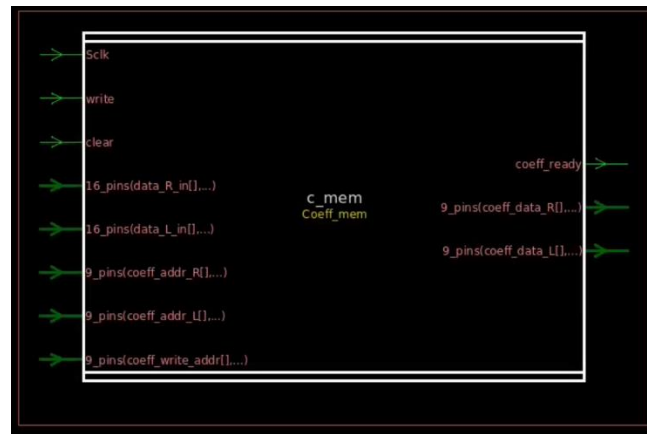 Sclk
write
clear
16_pins(data_R_in[],...)
16_pins(data_L_in[],...)
9_pins(coeff_addr_R[],...)
9_pins(coeff_addr_L[],...)
9_pins(coeff_write_addr[],...)
c_mem
Coeff_mem
coeff_ready
9_pins(coeff_data_R[],...)
9_pins(coeff_data_L[],...)